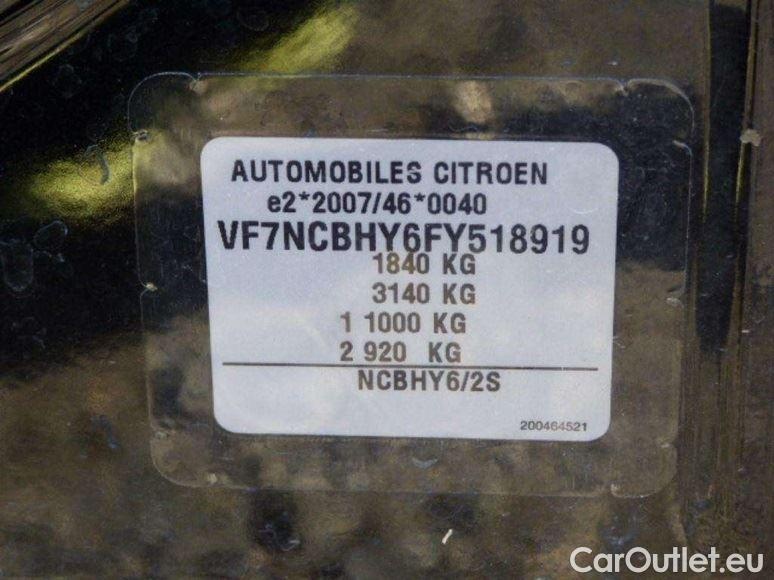 AUTOMOBILES CITROEN
e2*2007/46*0040
VF7NCBHY6FY518919
1840 KG
3140 KG
1 1000 KG
2 920 KG
NCBHY6/2S
200464521
CarOutlet.eu